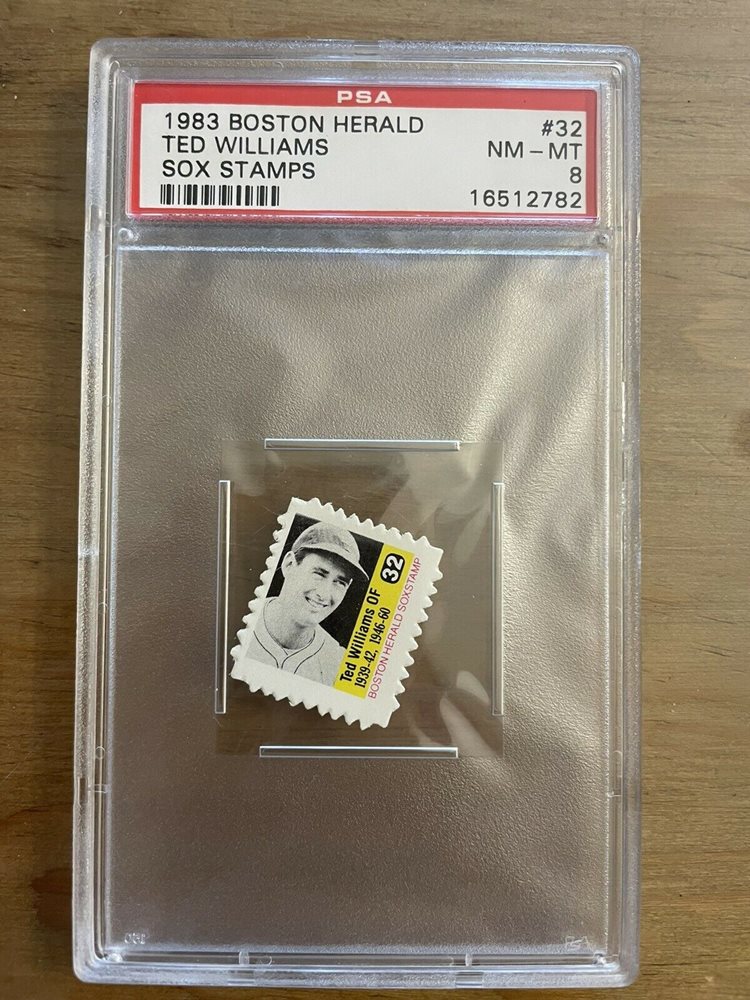 PSA
1983 BOSTON HERALD #32
TED WILLIAMS NM - MT
SOX STAMPS 8
16512782
32
Ted Williams OF
1939-42, 1946-60
BOSTON HERALD SOXSTAMP